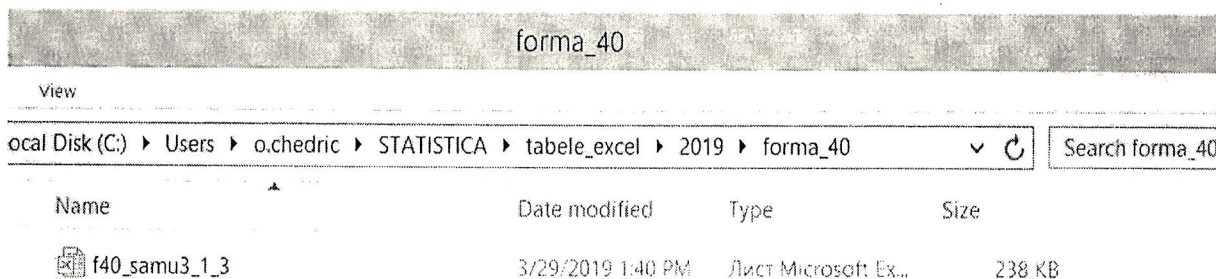 forma_40
View
ocal Disk (C:) ▸ Users ▸ o.chedric ▸ STATISTICA ▸ tabele_excel ▸ 2019 ▸ forma_40 Search forma_40
Name Date modified Type Size
f40_samu3_1_3 3/29/2019 1:40 PM Лист Microsoft Ex... 238 KB